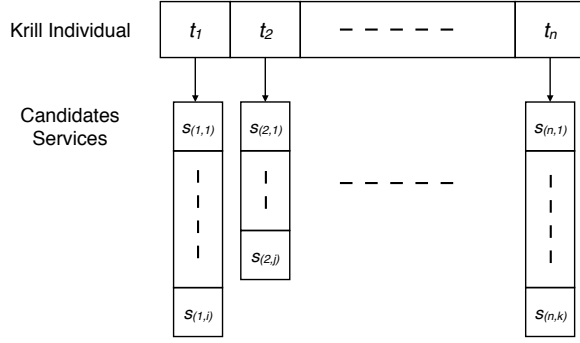 Krill Individual t1 t2 tn
Candidates
Services
s(1,1) s(2,1) s(n,1)
s(2,j)
s(1,i) s(n,k)